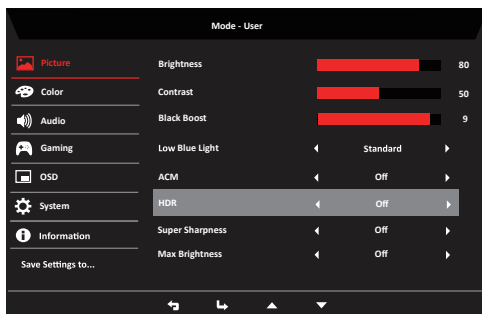 Mode - User
Picture
Color
Audio
Gaming
OSD
System
Information
Save Settings to...
Brightness 80
Contrast 50
Black Boost 9
Low Blue Light Standard
ACM Off
HDR Off
Super Sharpness Off
Max Brightness Off